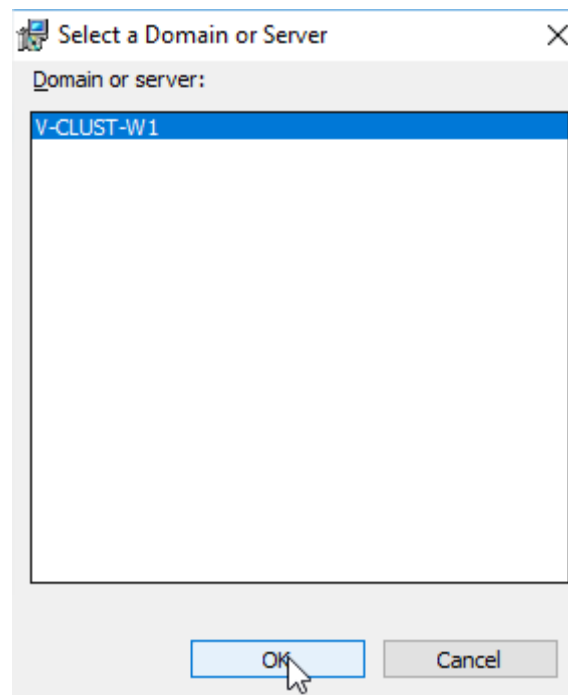 Select a Domain or Server
Domain or server:
V-CLUST-W1
OK
Cancel